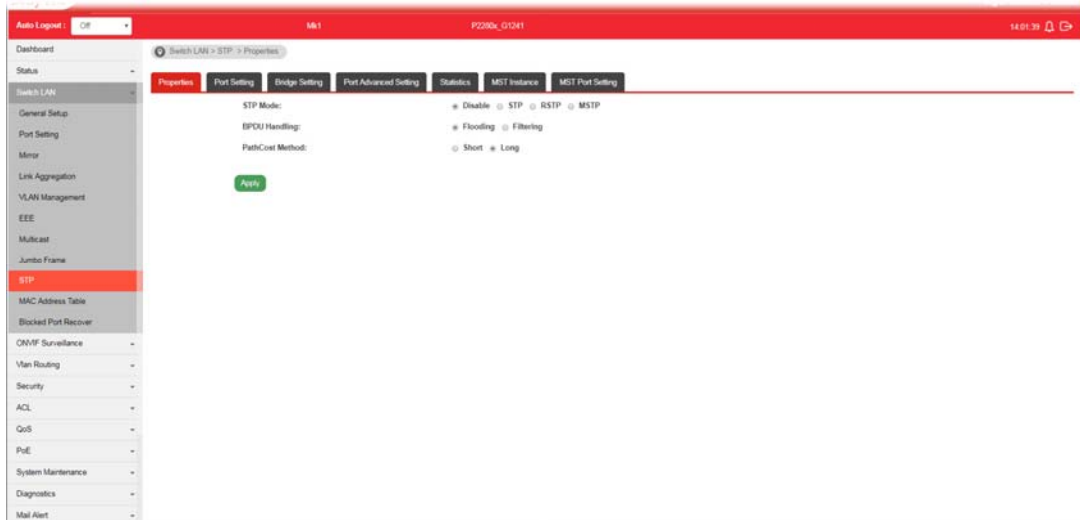 Auto Logout : Off Mk1 P2280x_G1241 14:01:39
Dashboard
Status
Switch LAN
General Setup
Port Setting
Mirror
Link Aggregation
VLAN Management
EEE
Multicast
Jumbo Frame
STP
MAC Address Table
Blocked Port Recover
ONVIF Surveillance
Vlan Routing
Security
ACL
QoS
PoE
System Maintenance
Diagnostics
Mail Alert
Switch LAN > STP > Properties
Properties Port Setting Bridge Setting Port Advanced Setting Statistics MST Instance MST Port Setting
STP Mode: Disable STP RSTP MSTP
BPDU Handling: Flooding Filtering
PathCost Method: Short Long
Apply